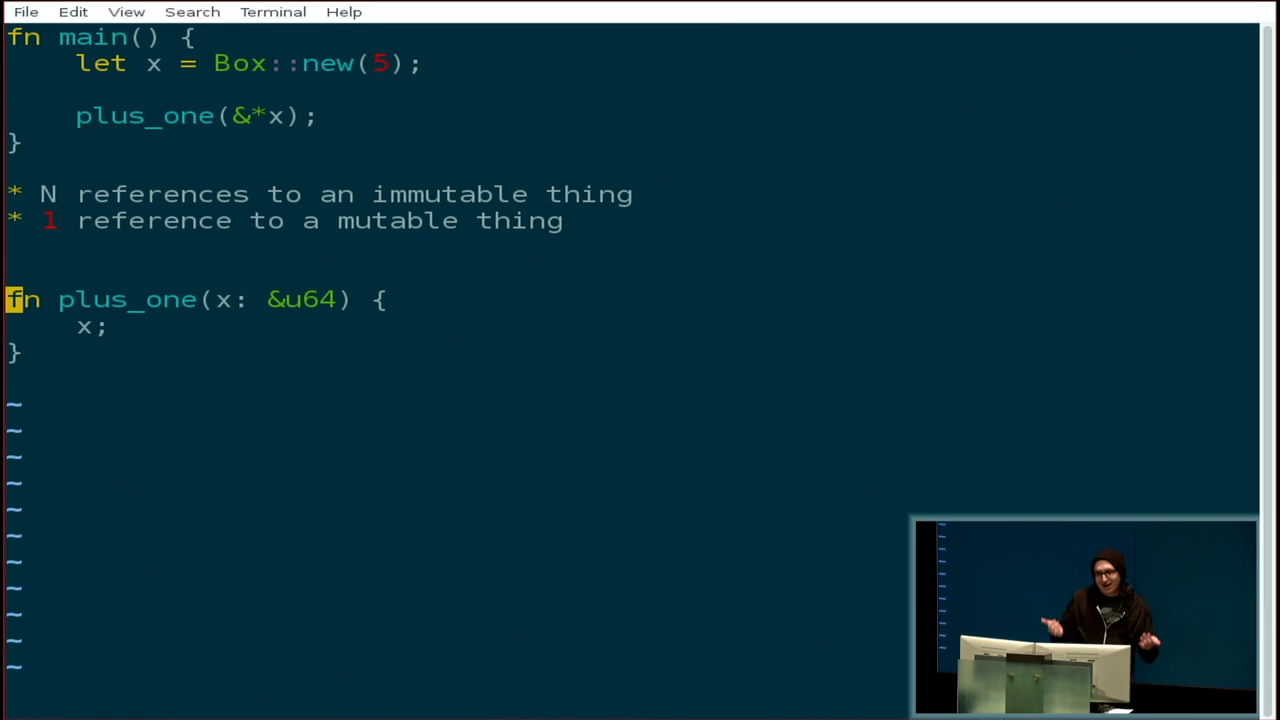 File Edit View Search Terminal Help
fn main() {
    let x = Box::new(5);
    plus_one(&*x);
}
* N references to an immutable thing
* 1 reference to a mutable thing
fn plus_one(x: &u64) {
    x;
}
~
~
~
~
~
~
~
~
~
~
~